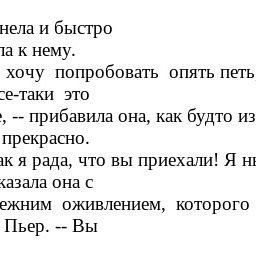 нела и быстро
ла к нему.
хочу попробовать опять петь,
се-таки это
, -- прибавила она, как будто из
прекрасно.
ак я рада, что вы приехали! Я
казала она с
ежним оживлением, которого
Пьер. -- Вы